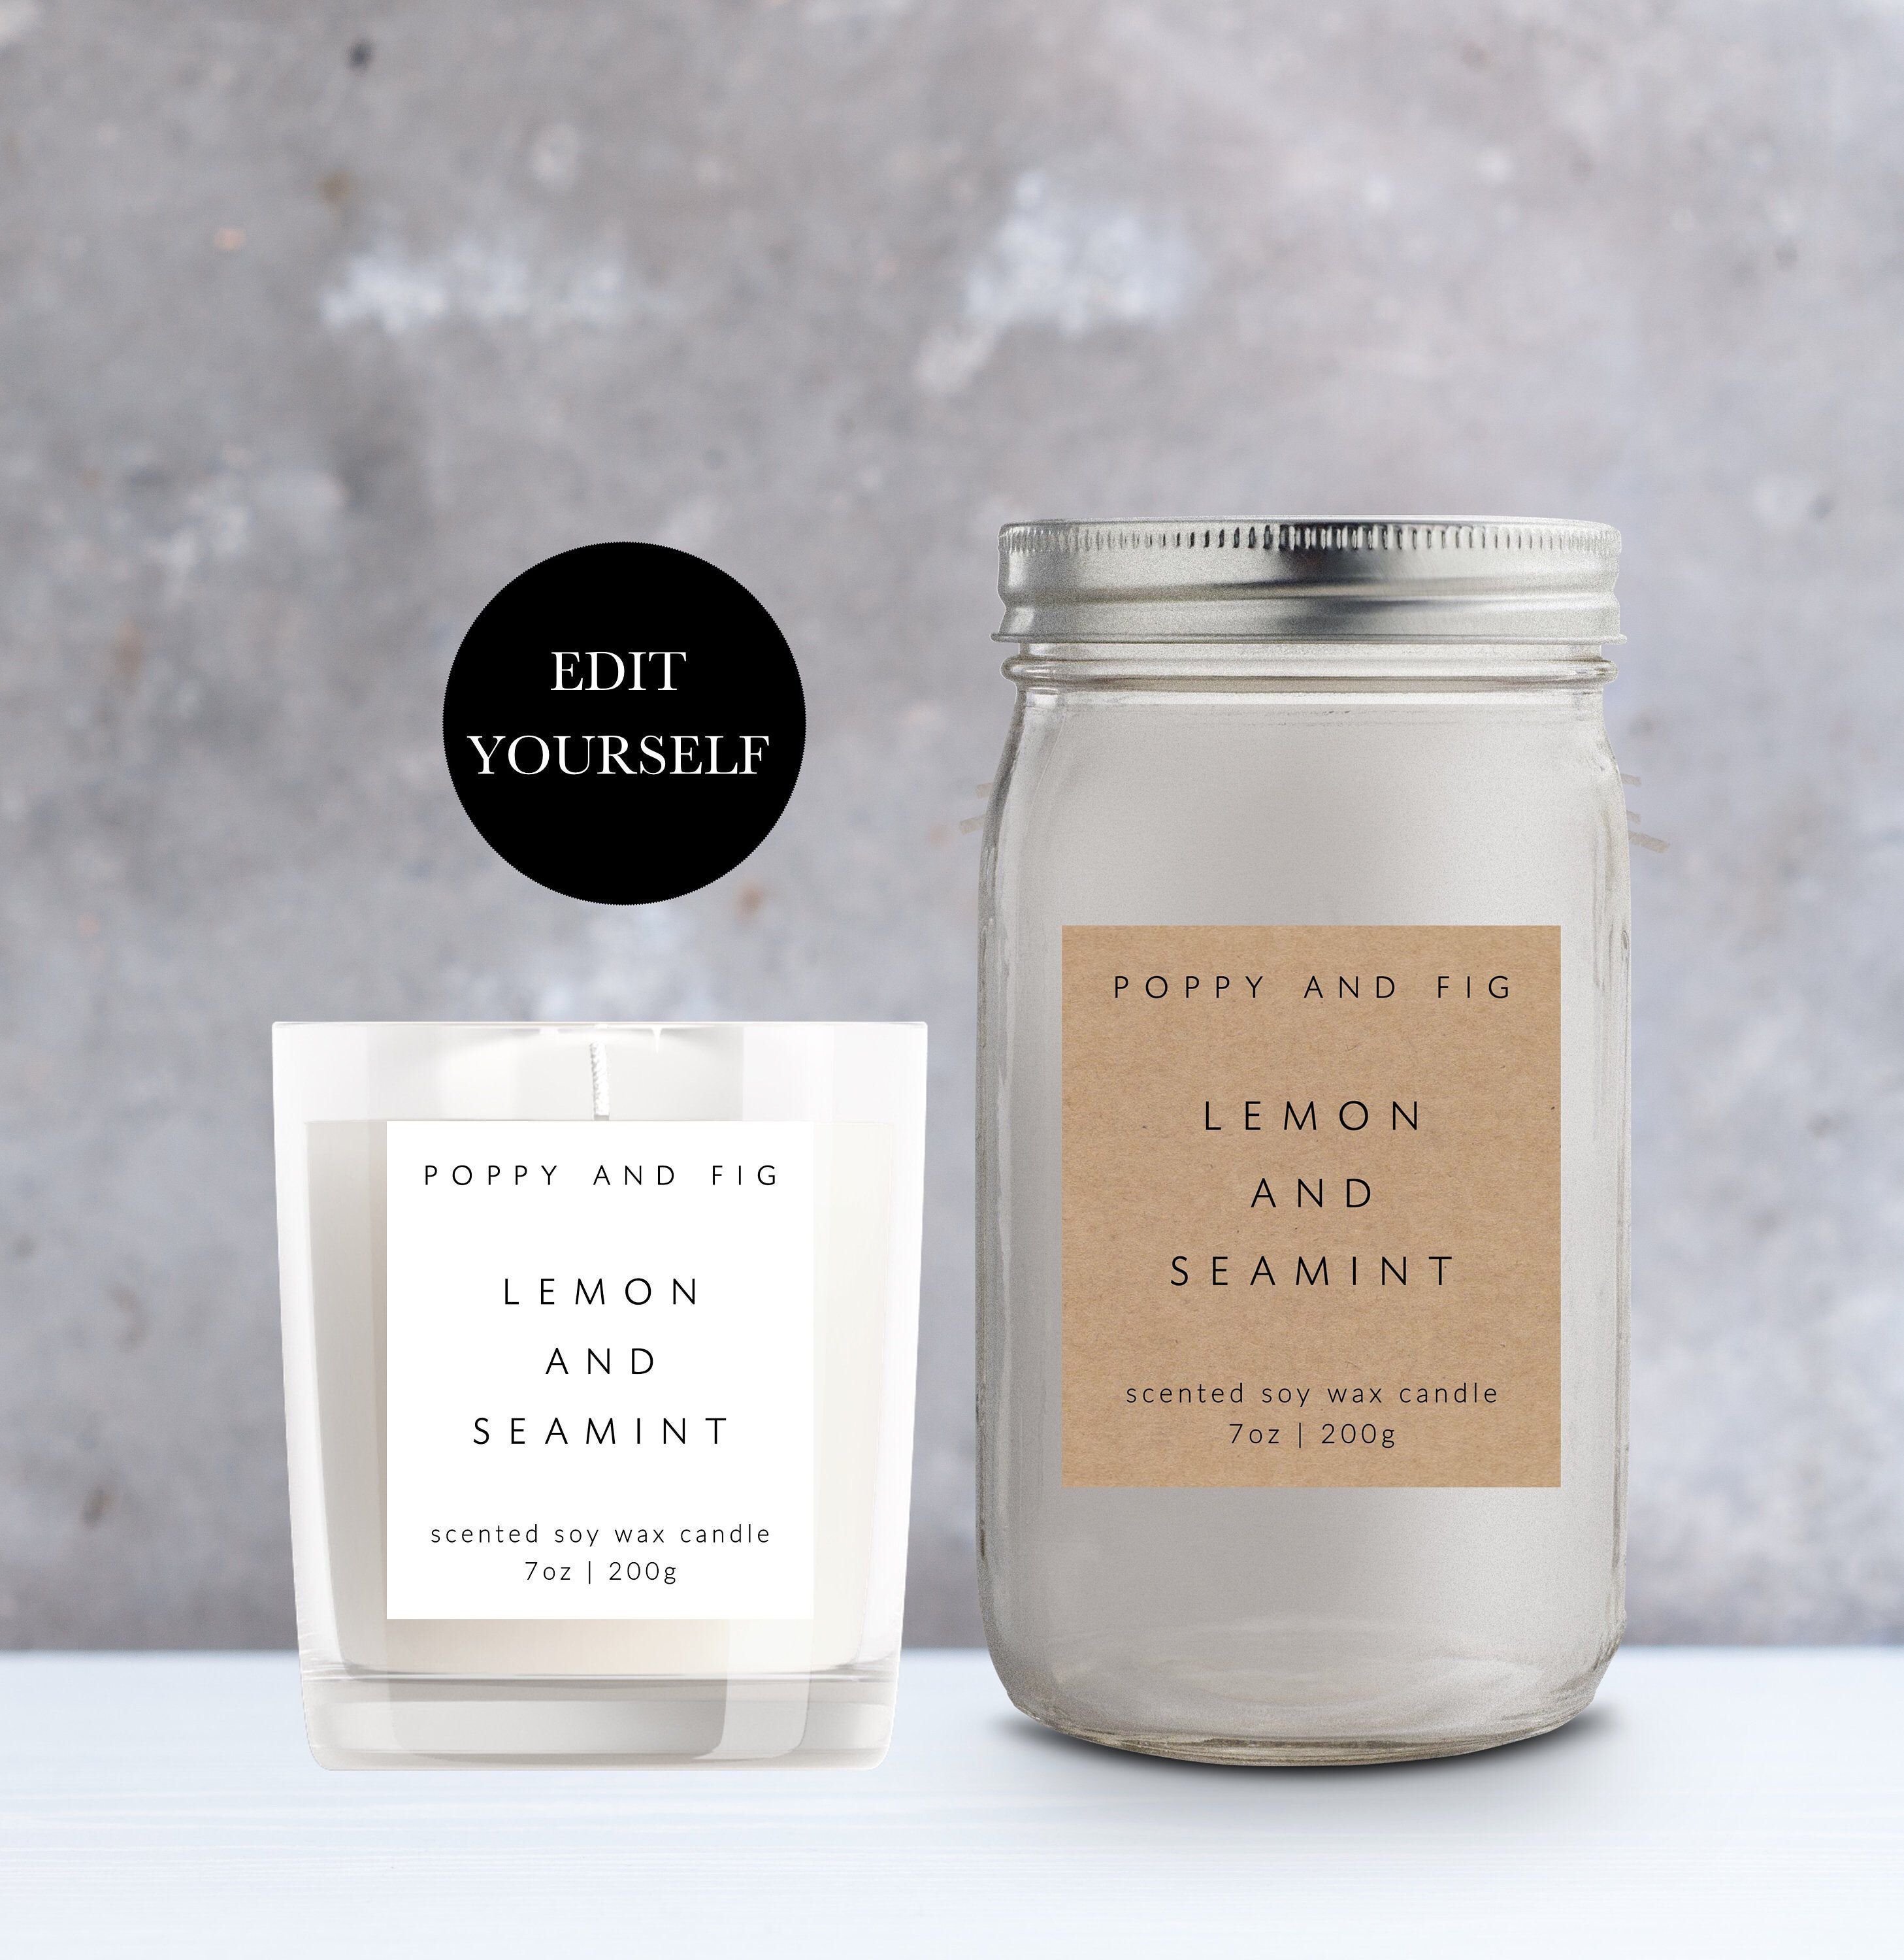 EDIT
YOURSELF
POPPY AND FIG
LEMON
AND
SEAMINT
scented soy wax candle
7oz | 200g
POPPY AND FIG
LEMON
AND
SEAMINT
scented soy wax candle
7oz | 200g